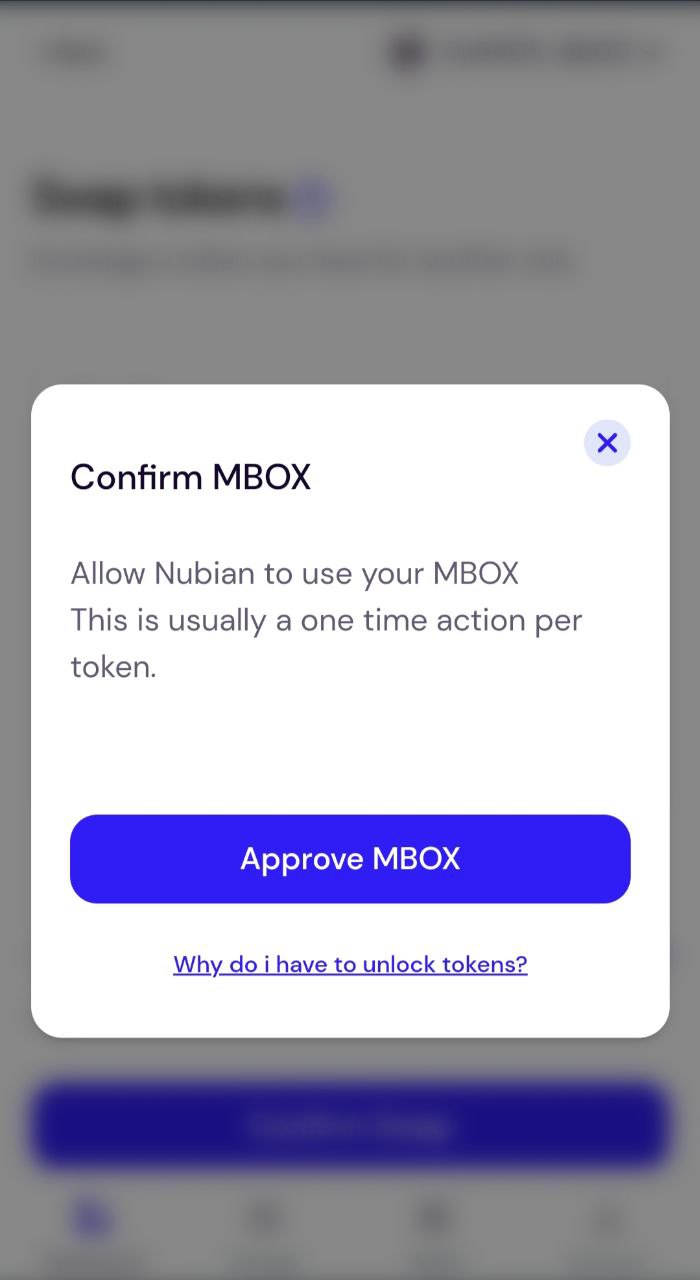 Swap tokens
Confirm MBOX
Allow Nubian to use your MBOX
This is usually a one time action per
token.
Approve MBOX
Why do i have to unlock tokens?
Confirm Swap